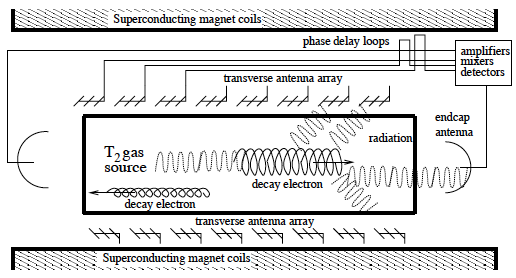 Superconducting magnet coils
phase delay loops
amplifiers
mixers
detectors
transverse antenna array
endcap
antenna
radiation
T2 gas
source
decay electron
decay electron
transverse antenna array
Superconducting magnet coils